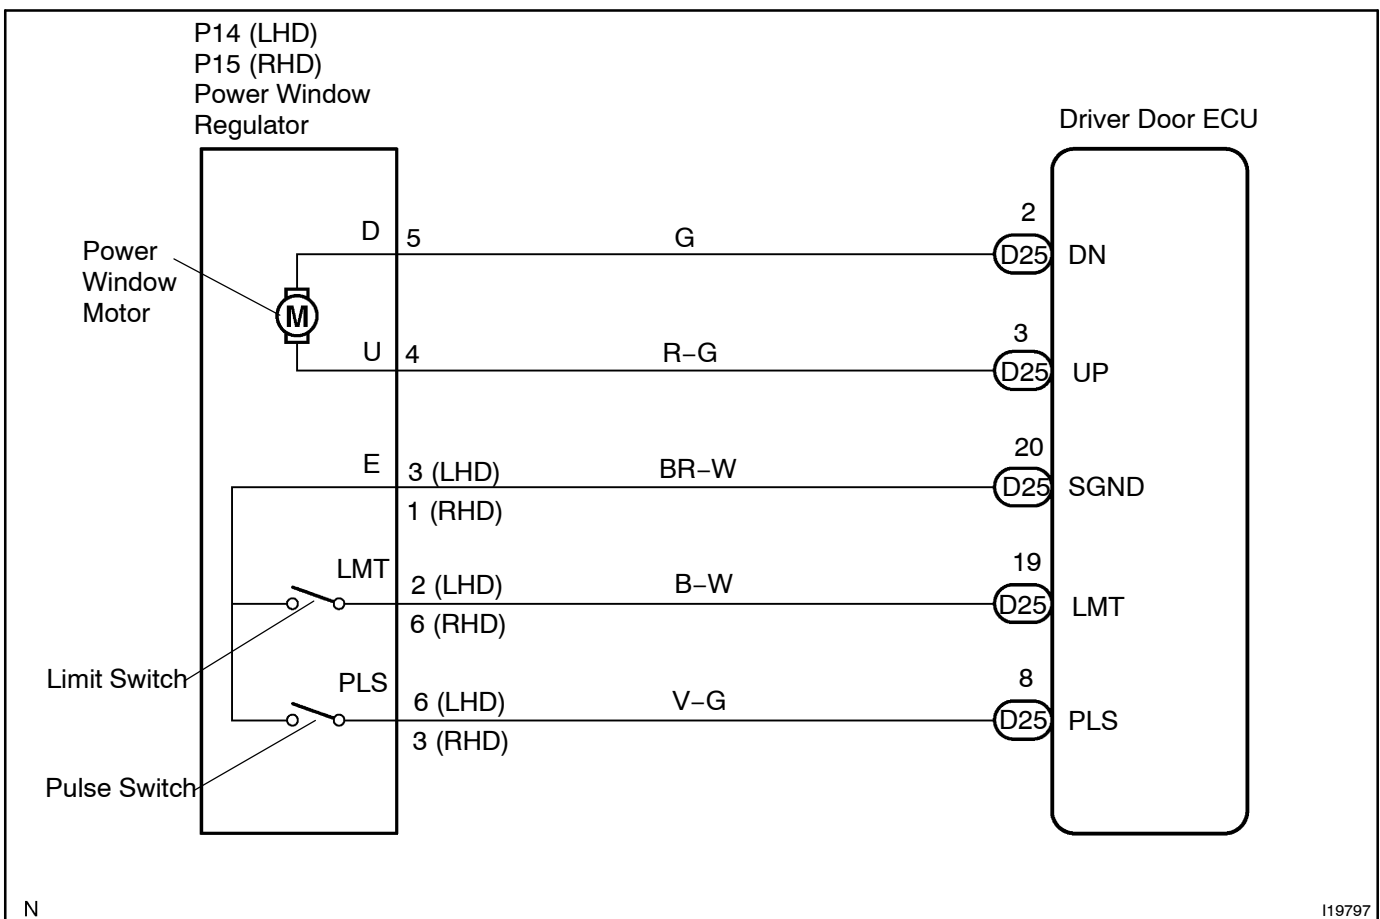 P14 (LHD)
P15 (RHD)
Power Window
Regulator
Driver Door ECU
Power
Window
Motor
M
D
5
G
2
D25
DN
U
4
R–G
3
D25
UP
E
3 (LHD)
1 (RHD)
BR–W
20
D25
SGND
LMT
2 (LHD)
6 (RHD)
B–W
19
D25
LMT
Limit Switch
PLS
6 (LHD)
3 (RHD)
V–G
8
D25
PLS
Pulse Switch
N
I19797